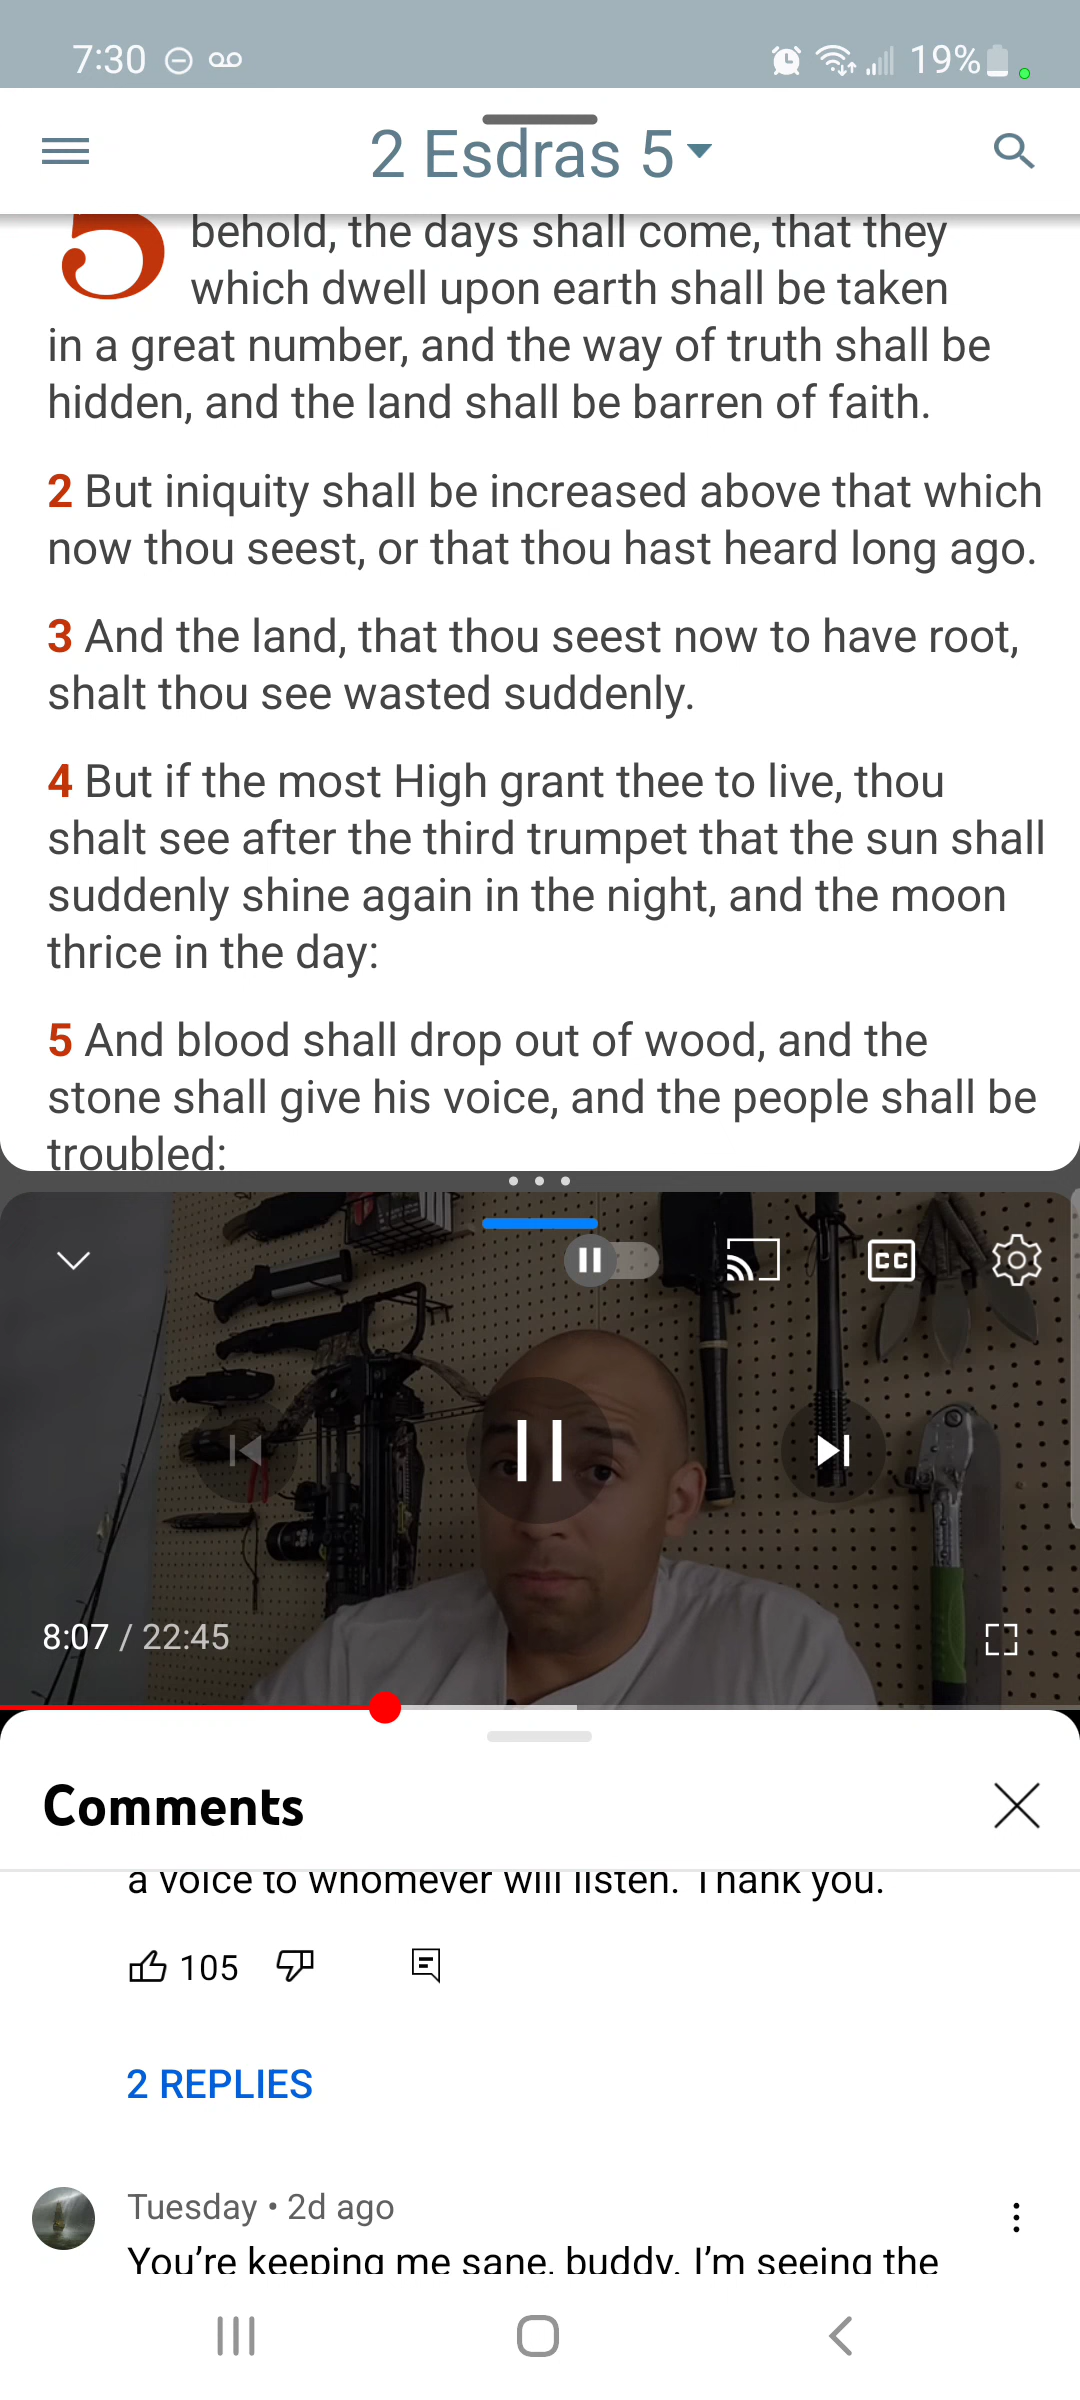 7:30
19%
2 Esdras 5
5 behold, the days shall come, that they
which dwell upon earth shall be taken
in a great number, and the way of truth shall be
hidden, and the land shall be barren of faith.
2 But iniquity shall be increased above that which
now thou seest, or that thou hast heard long ago.
3 And the land, that thou seest now to have root,
shalt thou see wasted suddenly.
4 But if the most High grant thee to live, thou
shalt see after the third trumpet that the sun shall
suddenly shine again in the night, and the moon
thrice in the day:
5 And blood shall drop out of wood, and the
stone shall give his voice, and the people shall be
troubled:
CC
8:07 / 22:45
Comments
a voice to whomever will listen. Thank you.
105
2 REPLIES
Tuesday • 2d ago
You’re keeping me sane, buddy. I’m seeing the